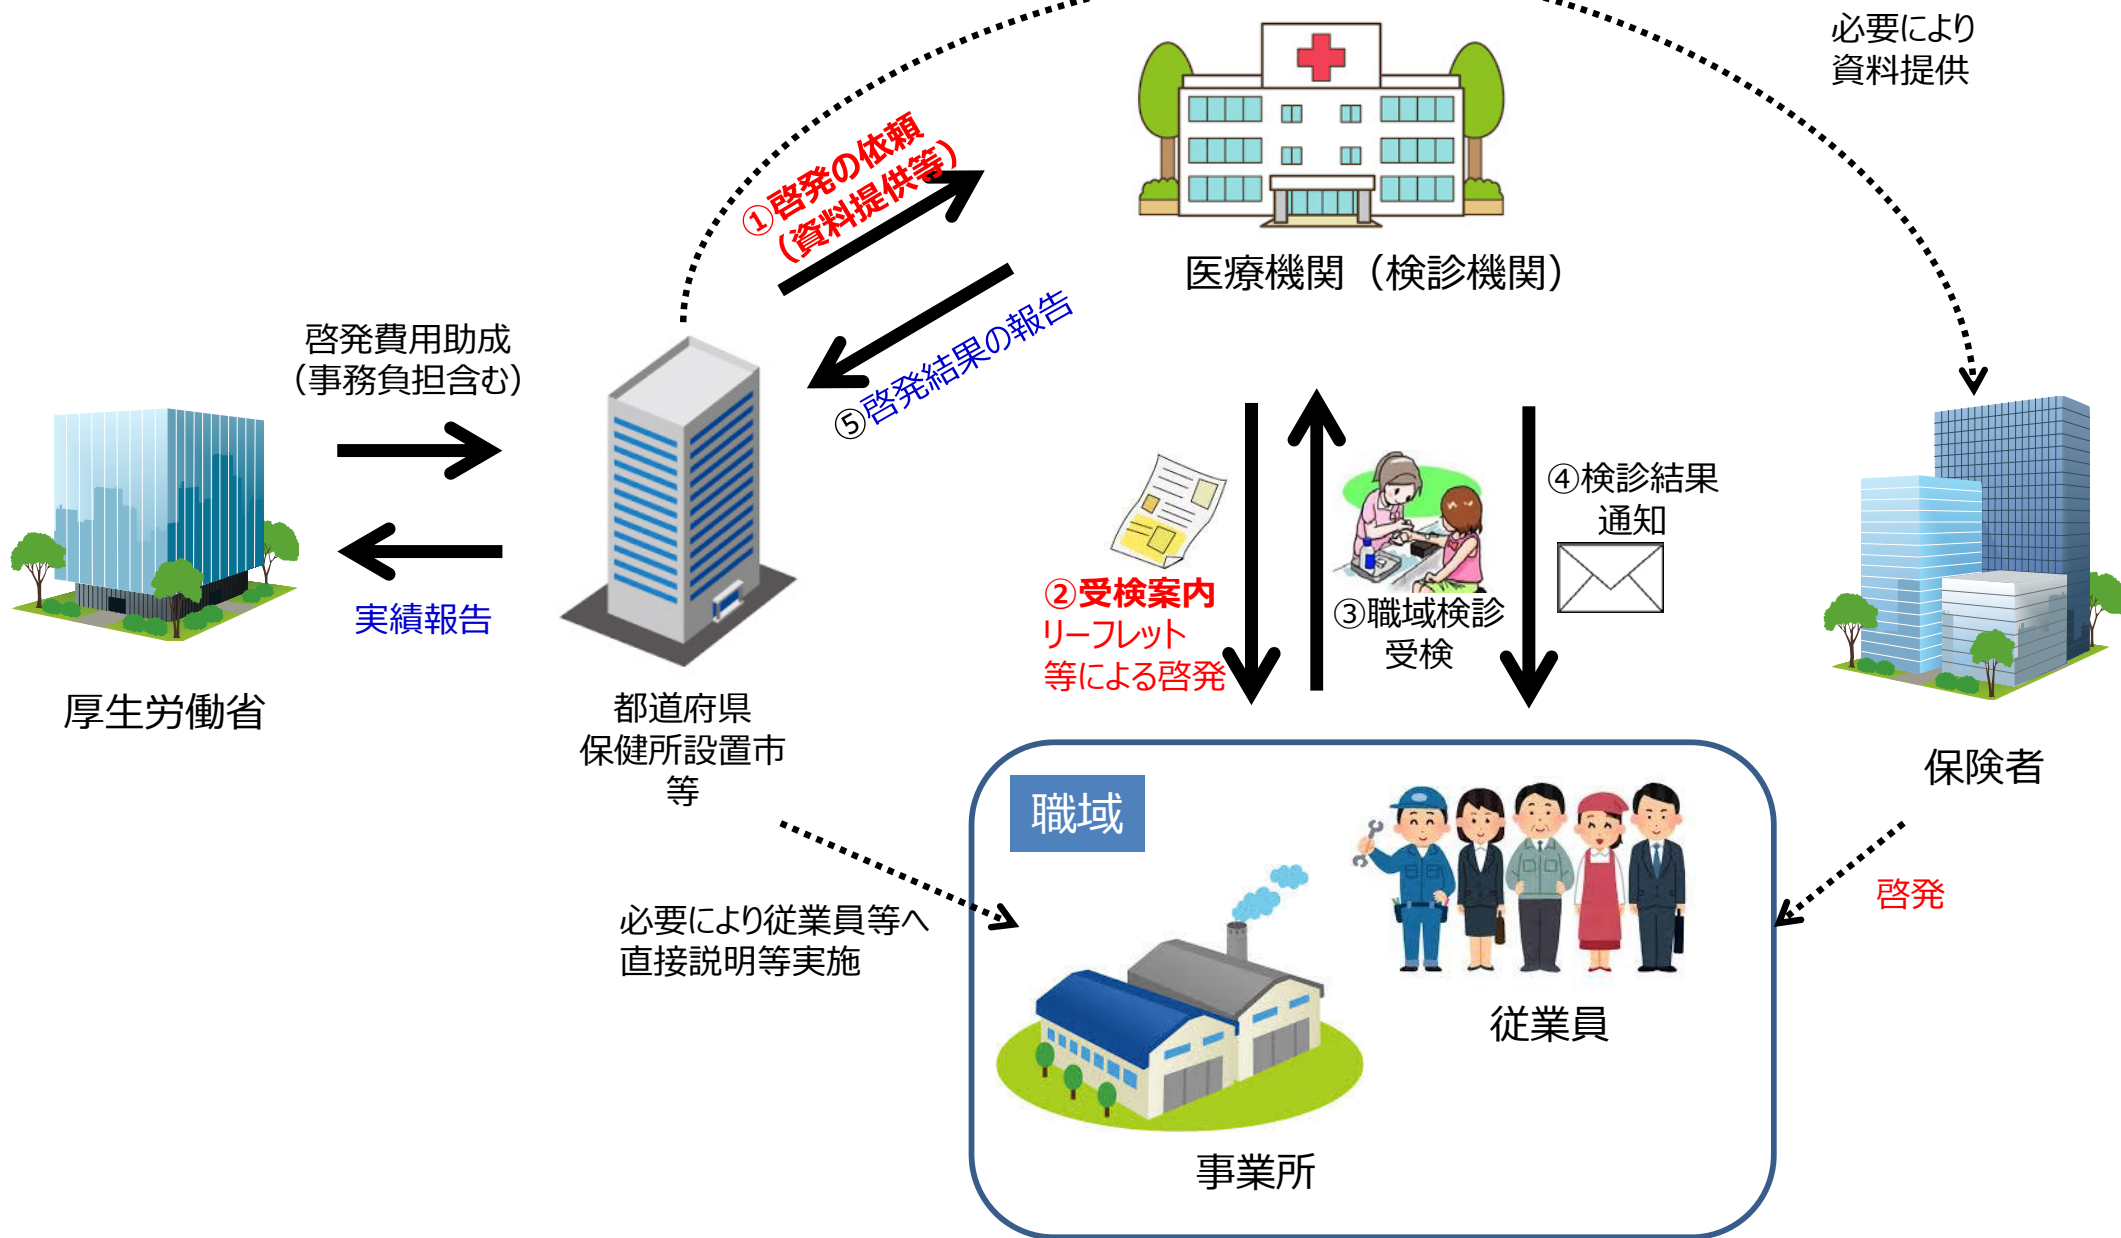 必要により
資料提供
①啓発の依頼
（資料提供等）
医療機関（検診機関）
⑤啓発結果の報告
啓発費用助成
（事務負担含む）
実績報告
厚生労働省
都道府県
保健所設置市
等
②受検案内
リーフレット
等による啓発
③職域検診
受検
④検診結果
通知
保険者
啓発
必要により従業員等へ
直接説明等実施
職域
従業員
事業所